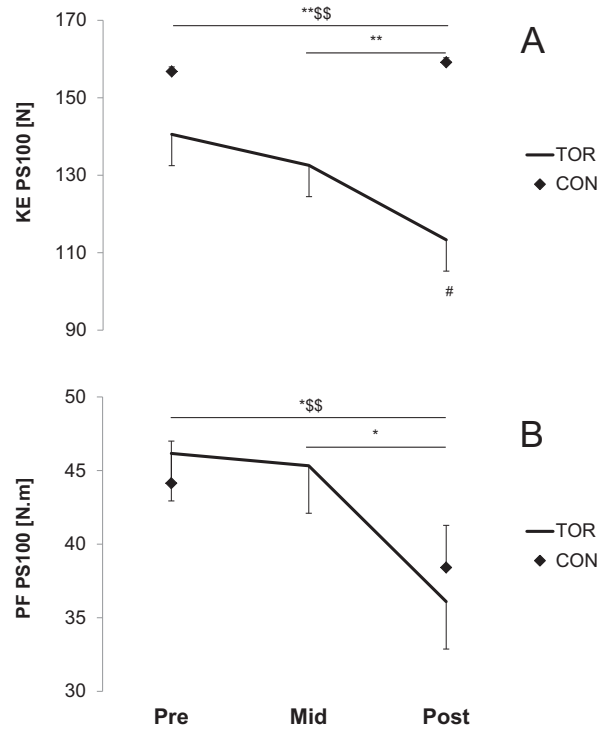 A
KE PS100 [N]
170
150
130
110
90
**$$
**
#
TOR
CON
B
PF PS100 [N.m]
50
45
40
35
30
*$$
*
TOR
CON
Pre Mid Post